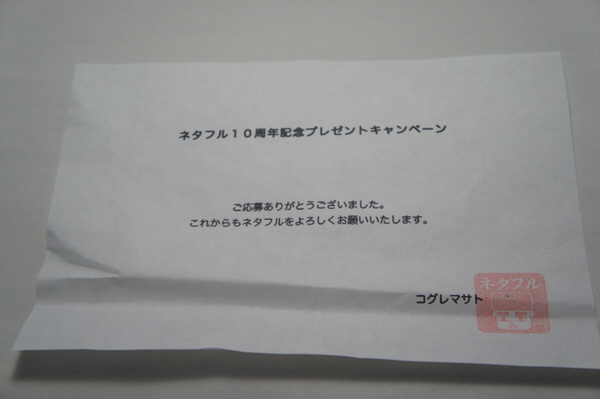 ネタフル10周年記念プレゼントキャンペーン
ご応募ありがとうございました。
これからもネタフルをよろしくお願いいたします。
コグレマサト
ネタフル